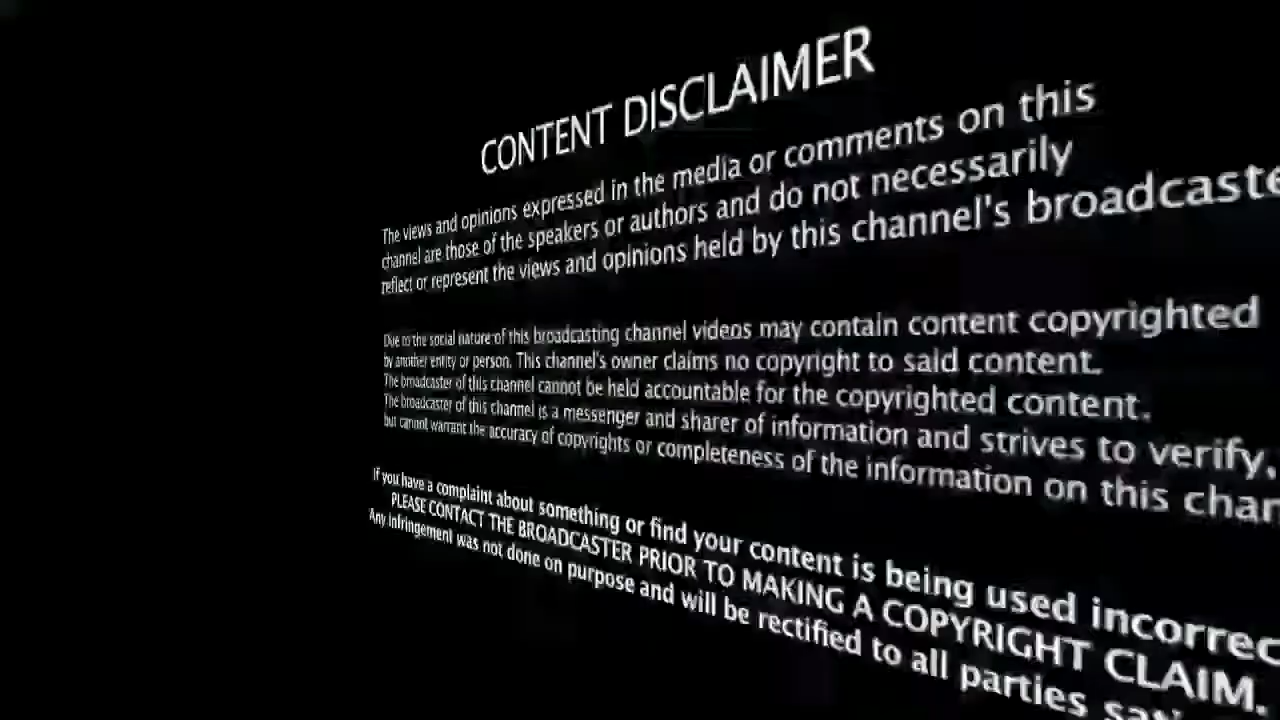 CONTENT DISCLAIMER
The views and opinions expressed in the media or comments on this
channel are those of the speakers or authors and do not necessarily
reflect or represent the views and opinions held by this channel's broadcaste
Due to the social nature of this broadcasting channel videos may contain content copyrighted
by another entity or person. This channel's owner claims no copyright to said content.
The broadcaster of this channel cannot be held accountable for the copyrighted content.
The broadcaster of this channel is a messenger and sharer of information and strives to verify,
but cannot warrant the accuracy of copyrights or completeness of the information on this chan
If you have a complaint about something or find your content is being used incorrec
PLEASE CONTACT THE BROADCASTER PRIOR TO MAKING A COPYRIGHT CLAIM.
Any infringement was not done on purpose and will be rectified to all parties